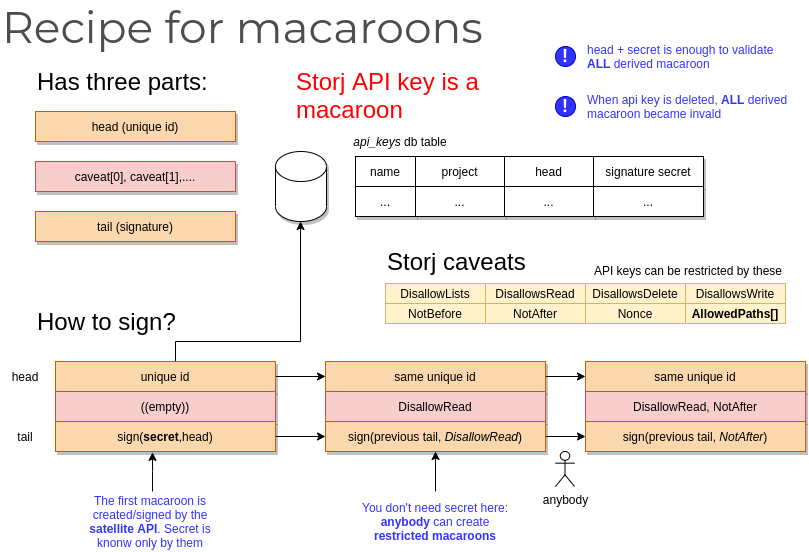 Recipe for macaroons
Has three parts:
head (unique id)
caveat[0], caveat[1],....
tail (signature)
Storj API key is a
macaroon
! head + secret is enough to validate
ALL derived macaroon
! When api key is deleted, ALL derived
macaroon became invald
api_keys db table
name project head signature secret
... ... ... ...
Storj caveats
API keys can be restricted by these
DisallowLists DisallowsRead DisallowsDelete DisallowsWrite
NotBefore NotAfter Nonce AllowedPaths[]
How to sign?
head unique id same unique id same unique id
((empty)) DisallowRead DisallowRead, NotAfter
tail sign(secret,head) sign(previous tail, DisallowRead) sign(previous tail, NotAfter)
The first macaroon is
created/signed by the
satellite API. Secret is
knonw only by them
You don't need secret here:
anybody can create
restricted macaroons
anybody